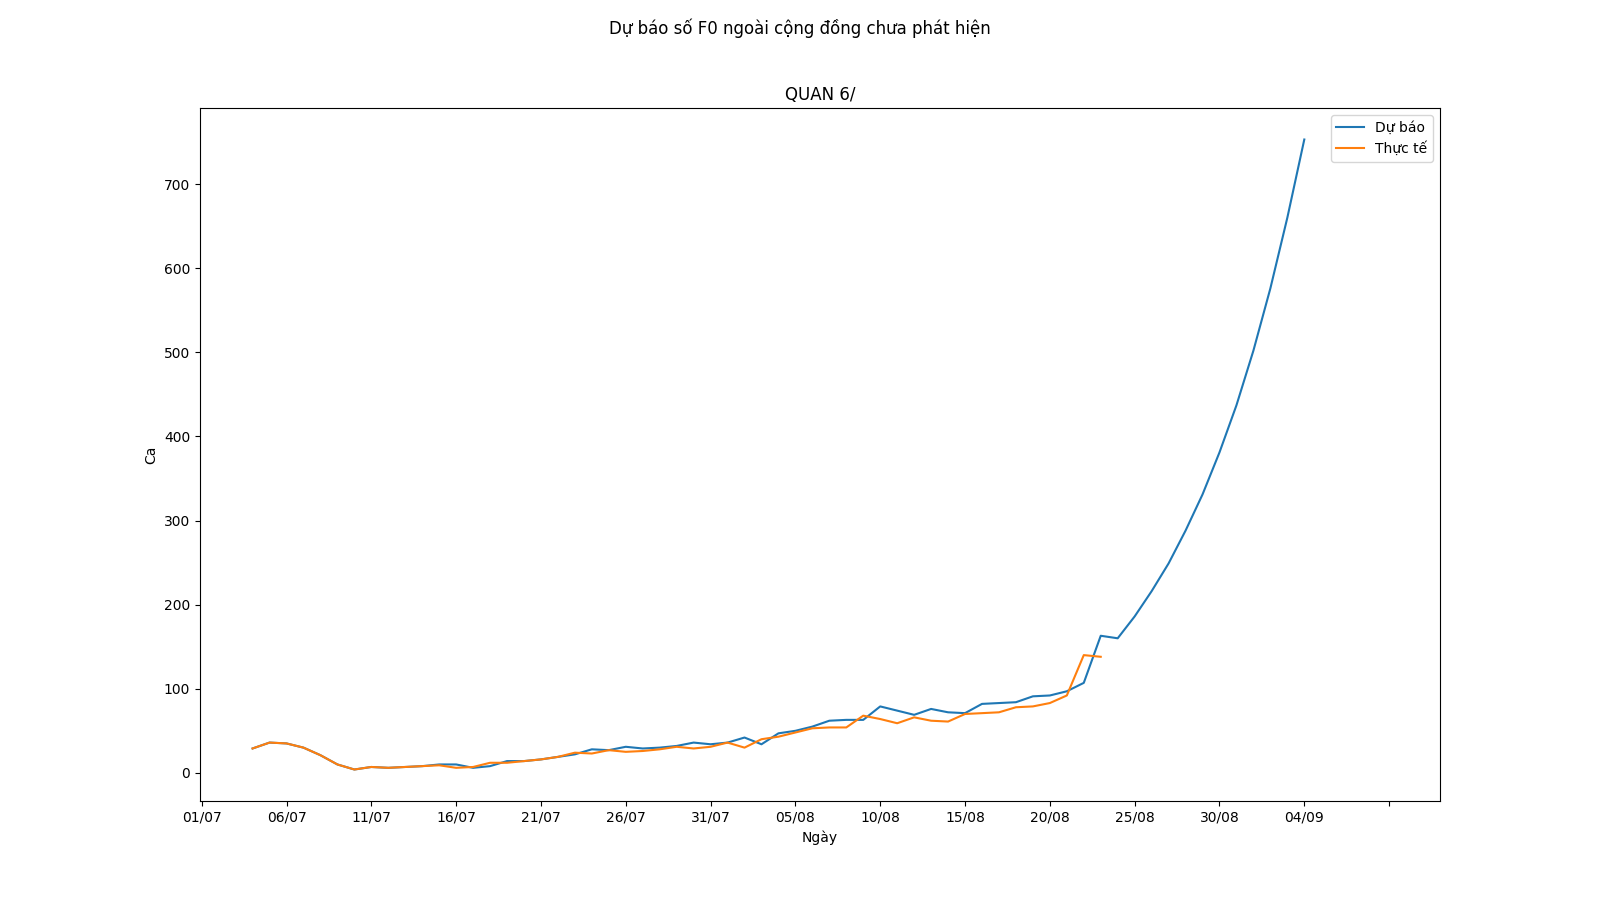 Dự báo số F0 ngoài cộng đồng chưa phát hiện
QUAN 6/
Dự báo
Thực tế
700
600
500
400
300
200
100
0
Ca
01/07 06/07 11/07 16/07 21/07 26/07 31/07 05/08 10/08 15/08 20/08 25/08 30/08 04/09
Ngày